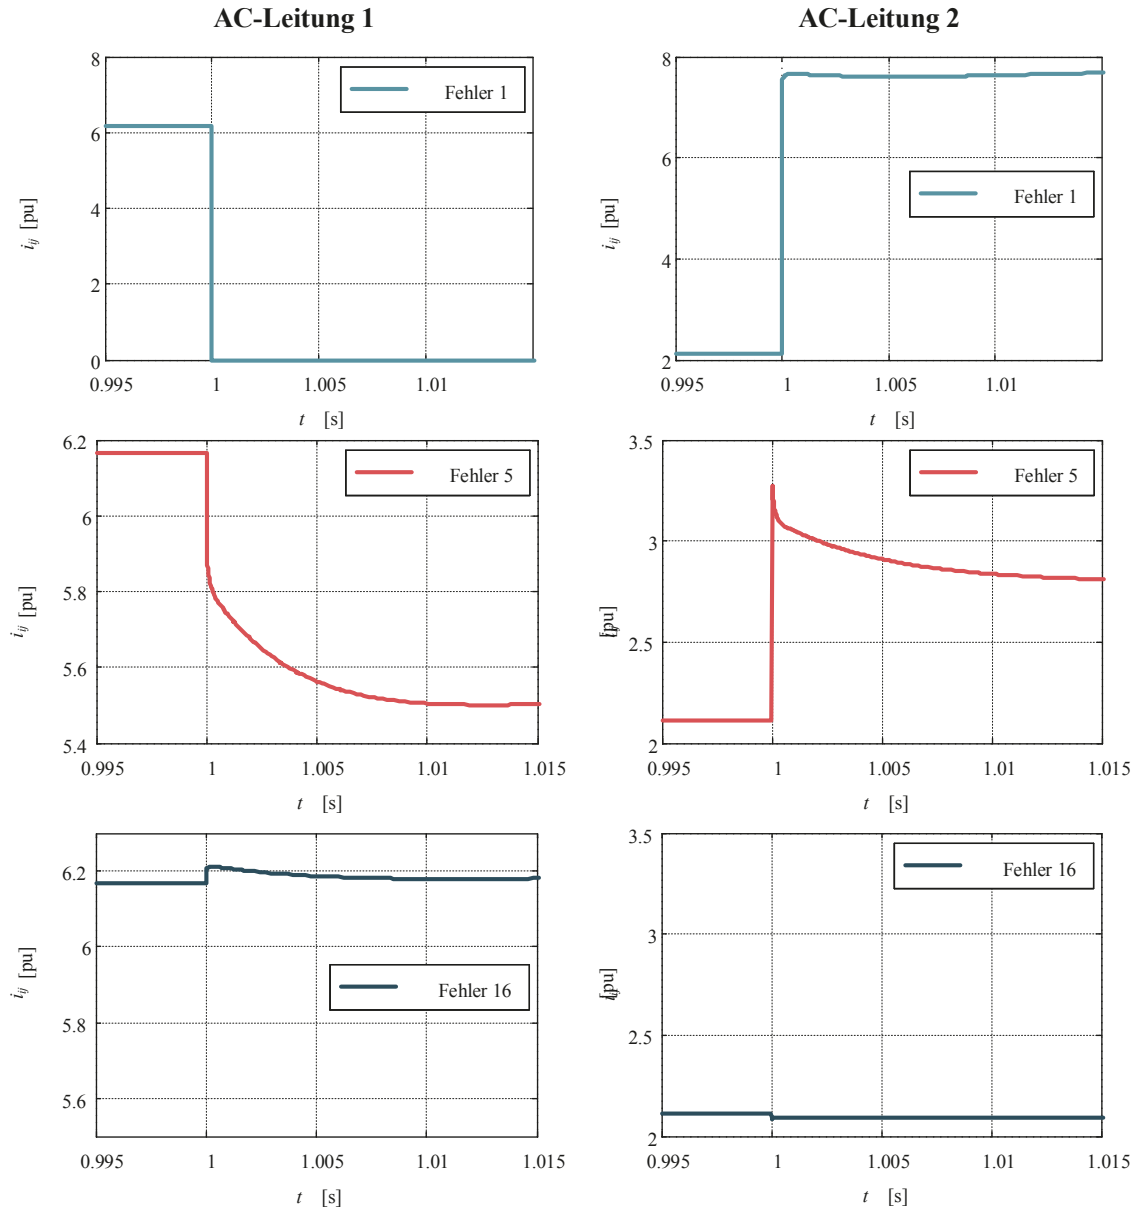 AC-Leitung 1
AC-Leitung 2
8
6
4
2
0
i_ij [pu]
Fehler 1
0.995 1 1.005 1.01
t [s]
8
6
4
2
i_ij [pu]
Fehler 1
0.995 1 1.005 1.01
t [s]
6.2
6
5.8
5.6
5.4
i_ij [pu]
Fehler 5
0.995 1 1.005 1.01 1.015
t [s]
3.5
3
2.5
2
i_ij [pu]
Fehler 5
0.995 1 1.005 1.01 1.015
t [s]
6.2
6
5.8
5.6
i_ij [pu]
Fehler 16
0.995 1 1.005 1.01 1.015
t [s]
3.5
3
2.5
2
i_ij [pu]
Fehler 16
0.995 1 1.005 1.01 1.015
t [s]